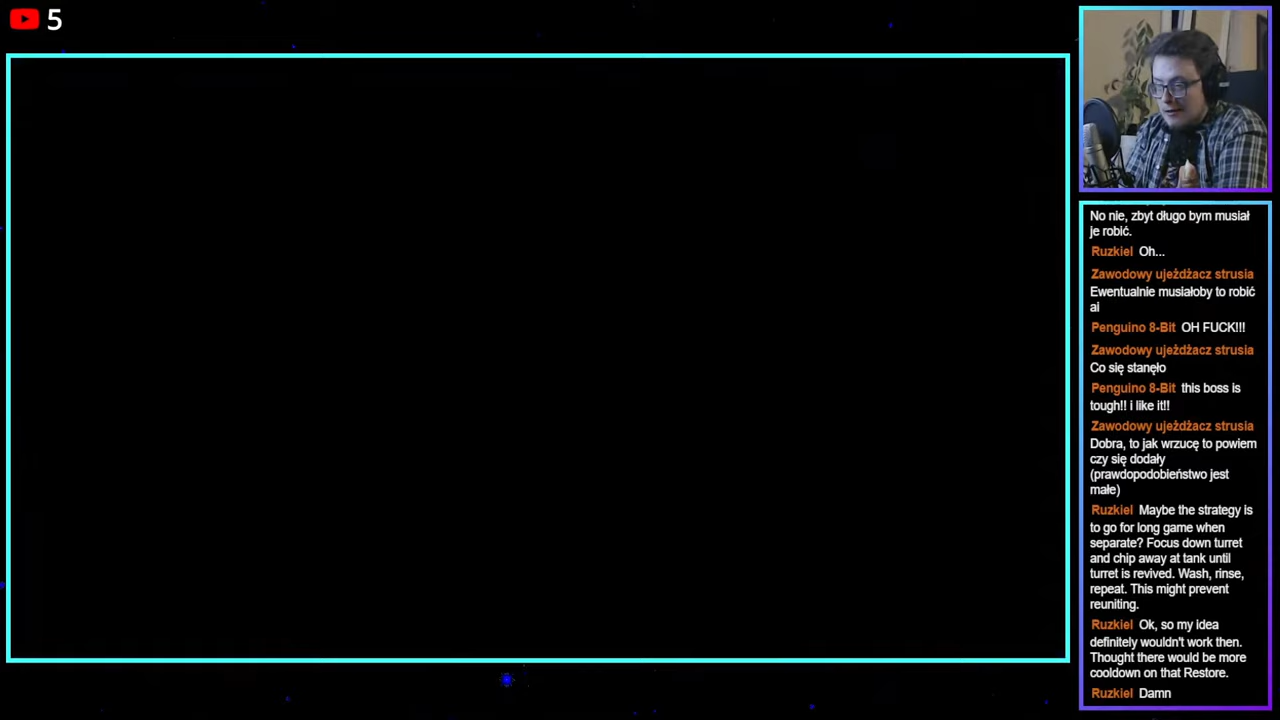 5
No nie, zbyt długo bym musiał
je robić.
Ruzkiel Oh...
Zawodowy ujeżdżacz strusia
Ewentualnie musiałoby to robić
ai
Penguino 8-Bit OH FUCK!!!
Zawodowy ujeżdżacz strusia
Co się stanęło
Penguino 8-Bit this boss is
tough!! i like it!!
Zawodowy ujeżdżacz strusia
Dobra, to jak wrzucę to powiem
czy się dodały
(prawdopodobieństwo jest
małe)
Ruzkiel Maybe the strategy is
to go for long game when
separate? Focus down turret
and chip away at tank until
turret is revived. Wash, rinse,
repeat. This might prevent
reuniting.
Ruzkiel Ok, so my idea
definitely wouldn't work then.
Thought there would be more
cooldown on that Restore.
Ruzkiel Damn